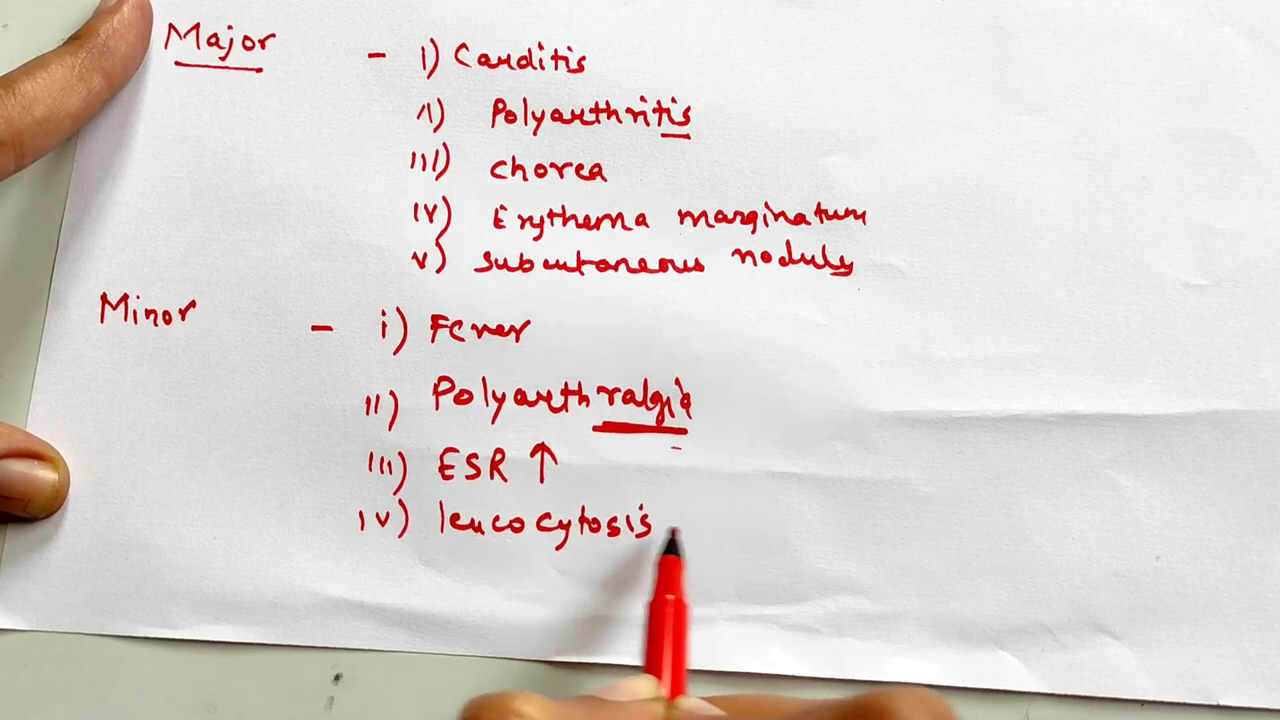 Major - i) Carditis
ii) Polyarthritis
iii) chorea
iv) Erythema marginatum
v) subcutaneous nodules
Minor - i) Fever
ii) Polyarthralgia
iii) ESR ↑
iv) leucocytosis